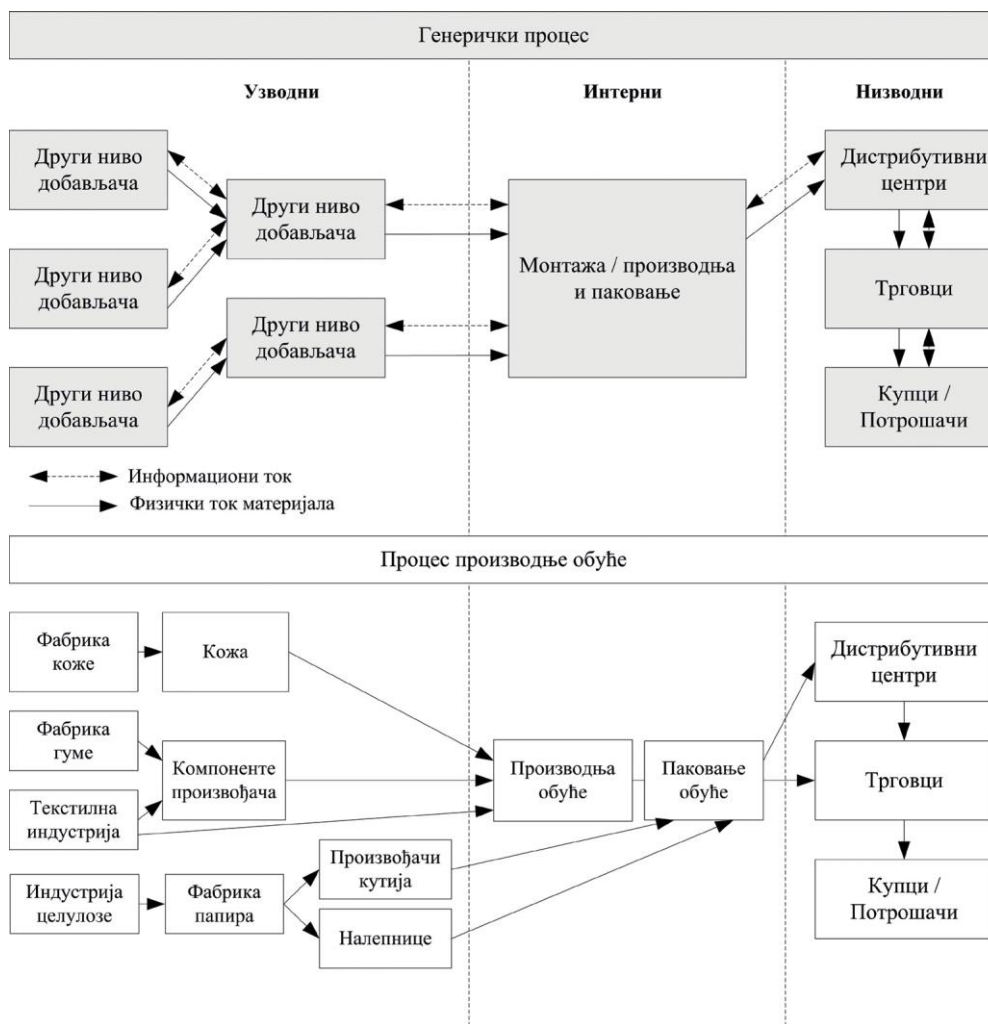 Генерички процес
Узводни
Интерни
Низводни
Други ниво
добављача
Други ниво
добављача
Други ниво
добављача
Други ниво
добављача
Други ниво
добављача
Монтажа / производња
и паковање
Дистрибутивни
центри
Трговци
Купци /
Потрошачи
Информациони ток
Физички ток материјала
Процес производње обуће
Фабрика
коже
Кожа
Фабрика
гуме
Компоненте
произвођача
Текстилна
индустрија
Индустрија
целулозе
Фабрика
папира
Произвођачи
кутија
Налепнице
Производња
обуће
Паковање
обуће
Дистрибутивни
центри
Трговци
Купци /
Потрошачи